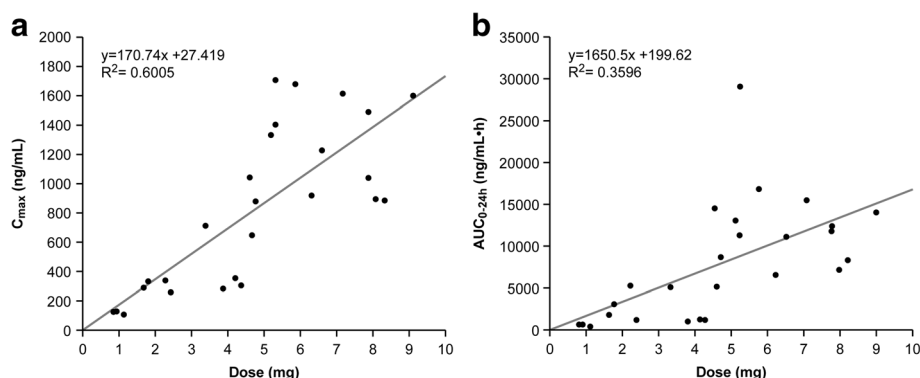 a
y=170.74x +27.419
R²= 0.6005
2000
1800
1600
1400
1200
1000
800
600
400
200
0
Cmax (ng/mL)
0 1 2 3 4 5 6 7 8 9 10
Dose (mg)
b
y=1650.5x+199.62
R²= 0.3596
35000
30000
25000
20000
15000
10000
5000
0
AUC0-24h (ng/mL•h)
0 1 2 3 4 5 6 7 8 9 10
Dose (mg)